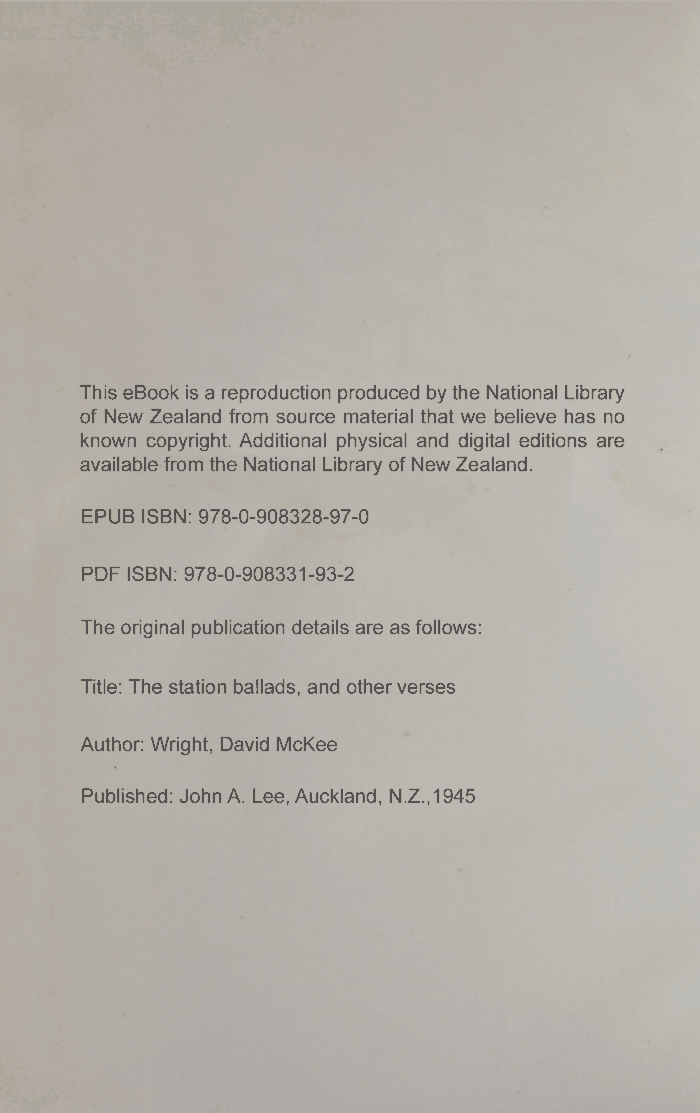 This eBook is a reproduction produced by the National Library
of New Zealand from source material that we believe has no
known copyright. Additional physical and digital editions are
available from the National Library of New Zealand.
EPUB ISBN: 978-0-908328-97-0
PDF ISBN: 978-0-908331-93-2
The original publication details are as follows:
Title: The station ballads, and other verses
Author: Wright, David McKee
Published: John A. Lee, Auckland, N.Z.,1945